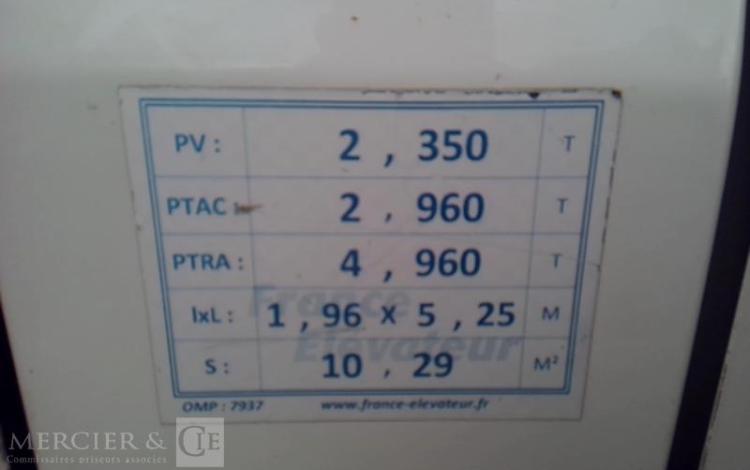 PV : 2 , 350 T
PTAC : 2 , 960 T
PTRA : 4 , 960 T
lxL : 1 , 96 x 5 , 25 M
France
Elévateur
S : 10 , 29 M²
OMP : 7937 www.france-elevateur.fr
MERCIER & CIE
Commissaires priseurs associés